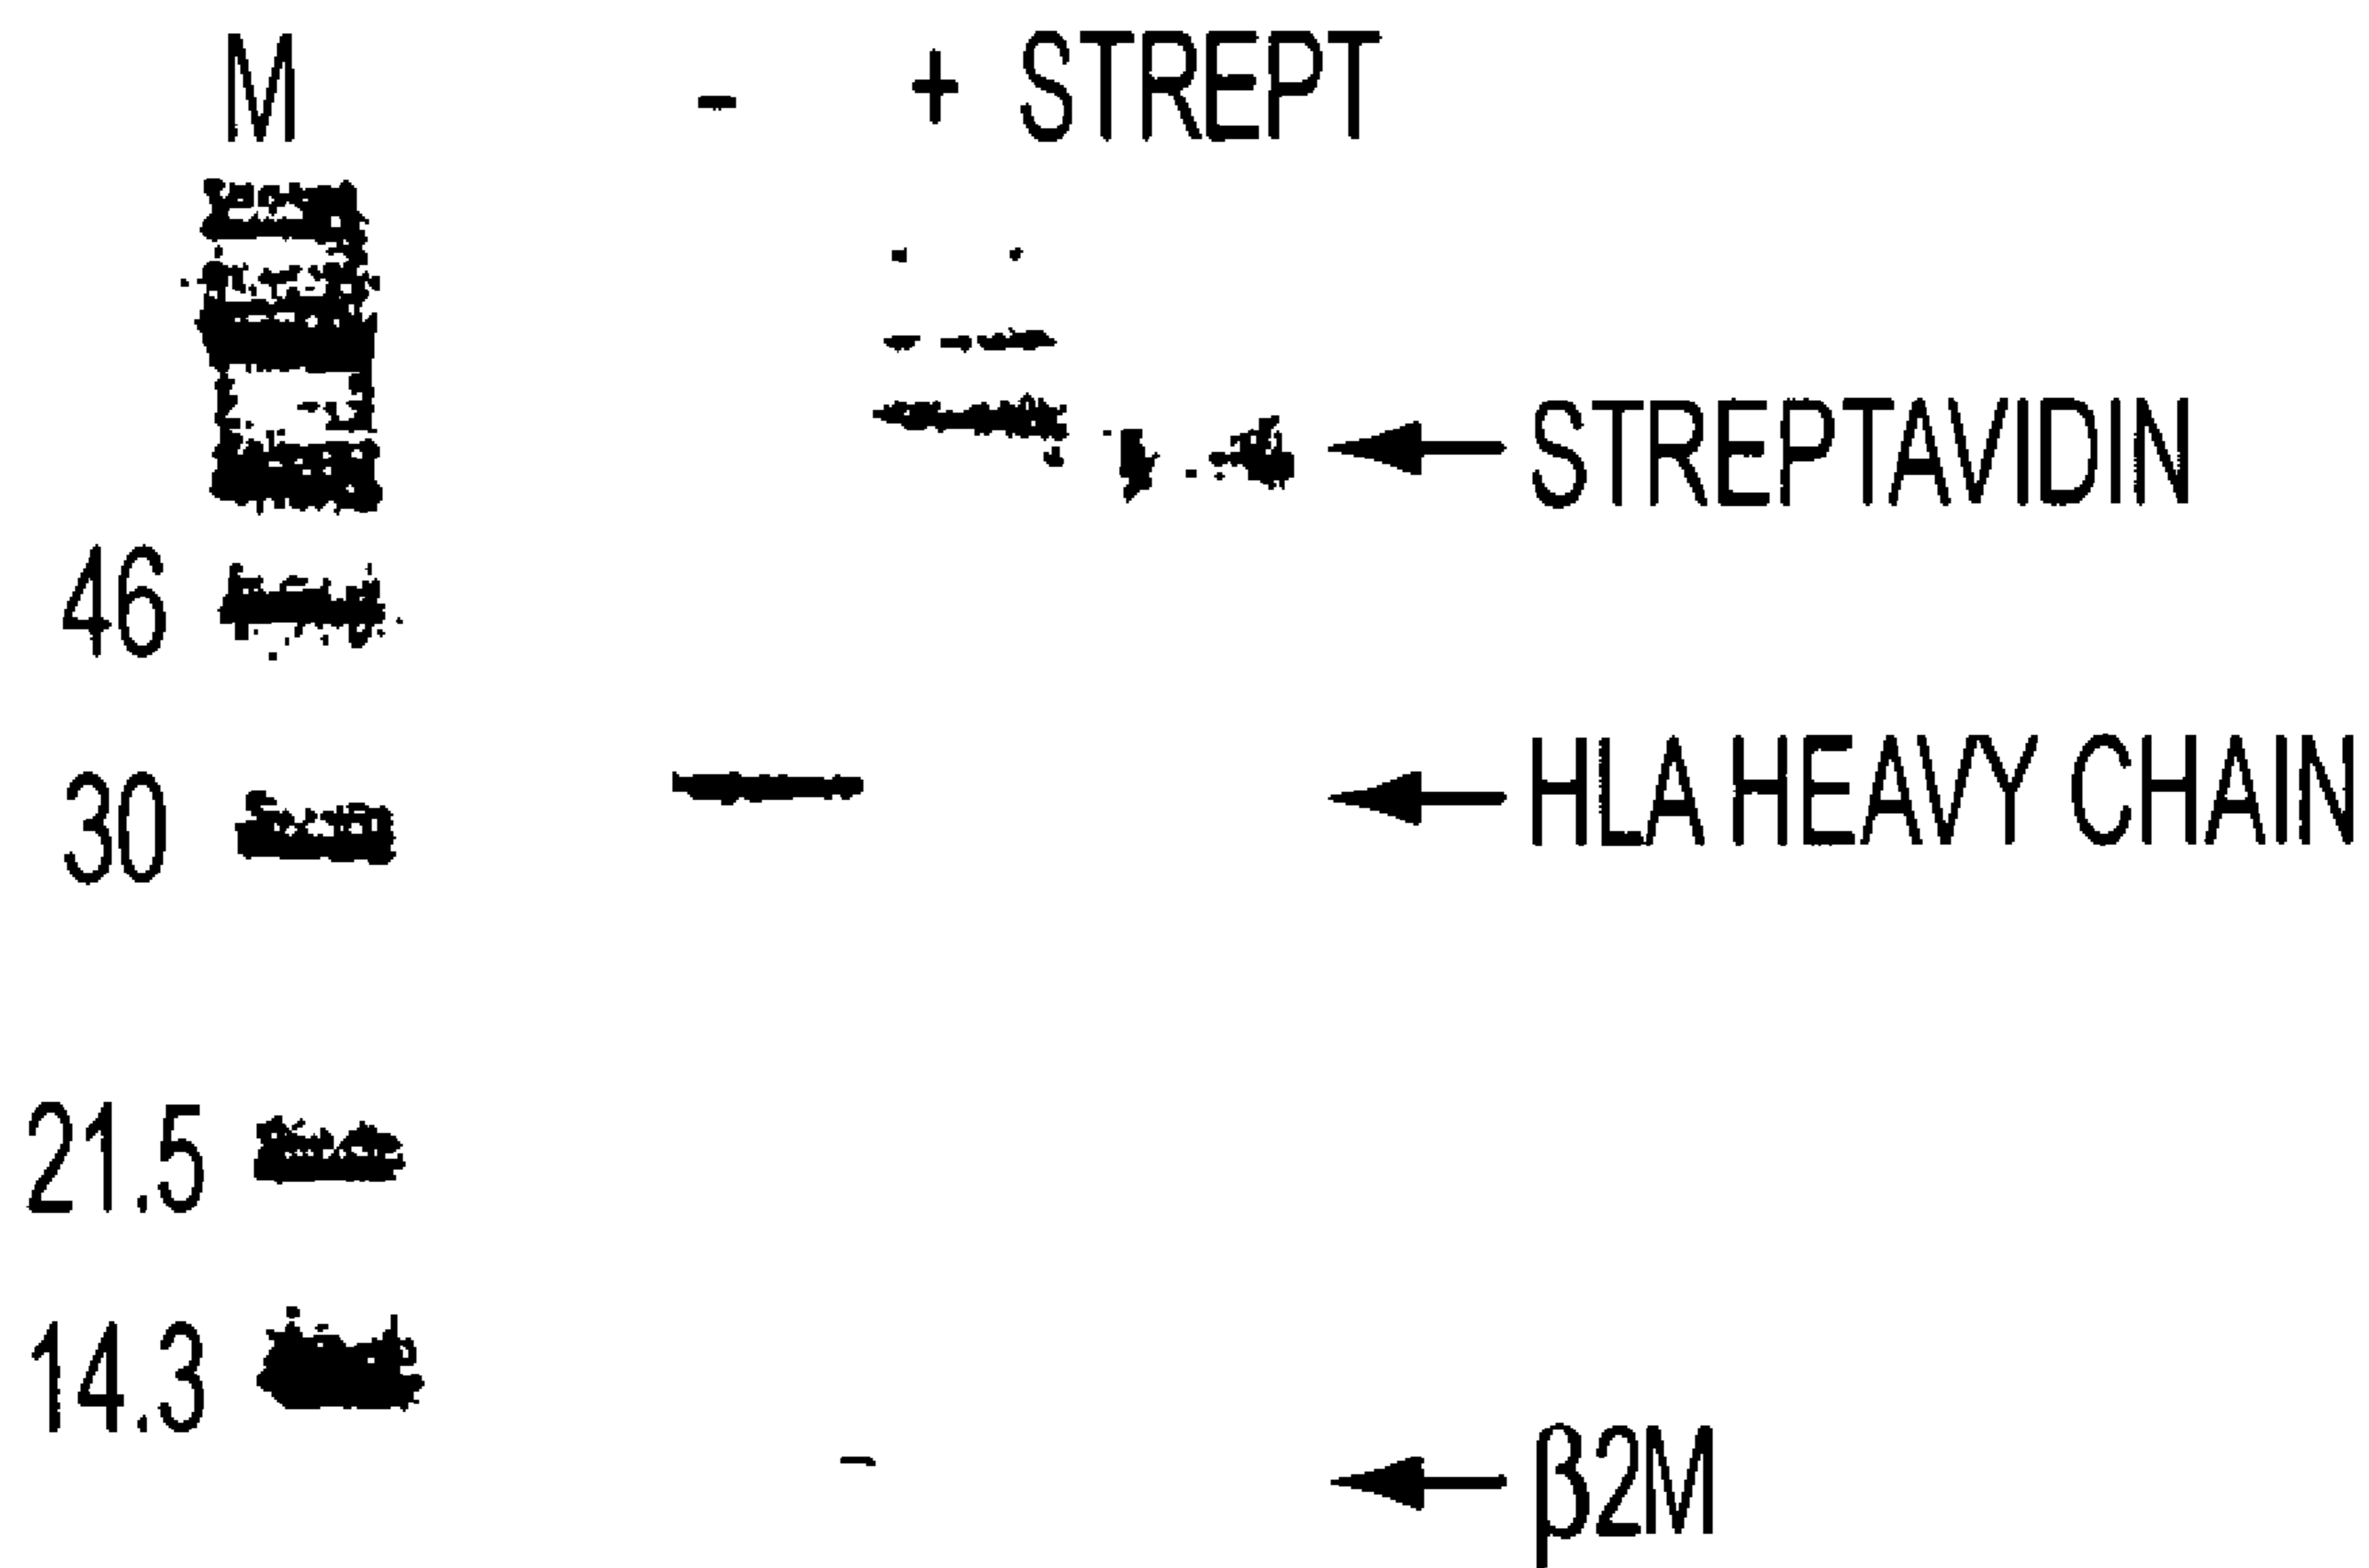 M - + STREPT
STREPTAVIDIN
46
30
HLA HEAVY CHAIN
21.5
14.3
β2M